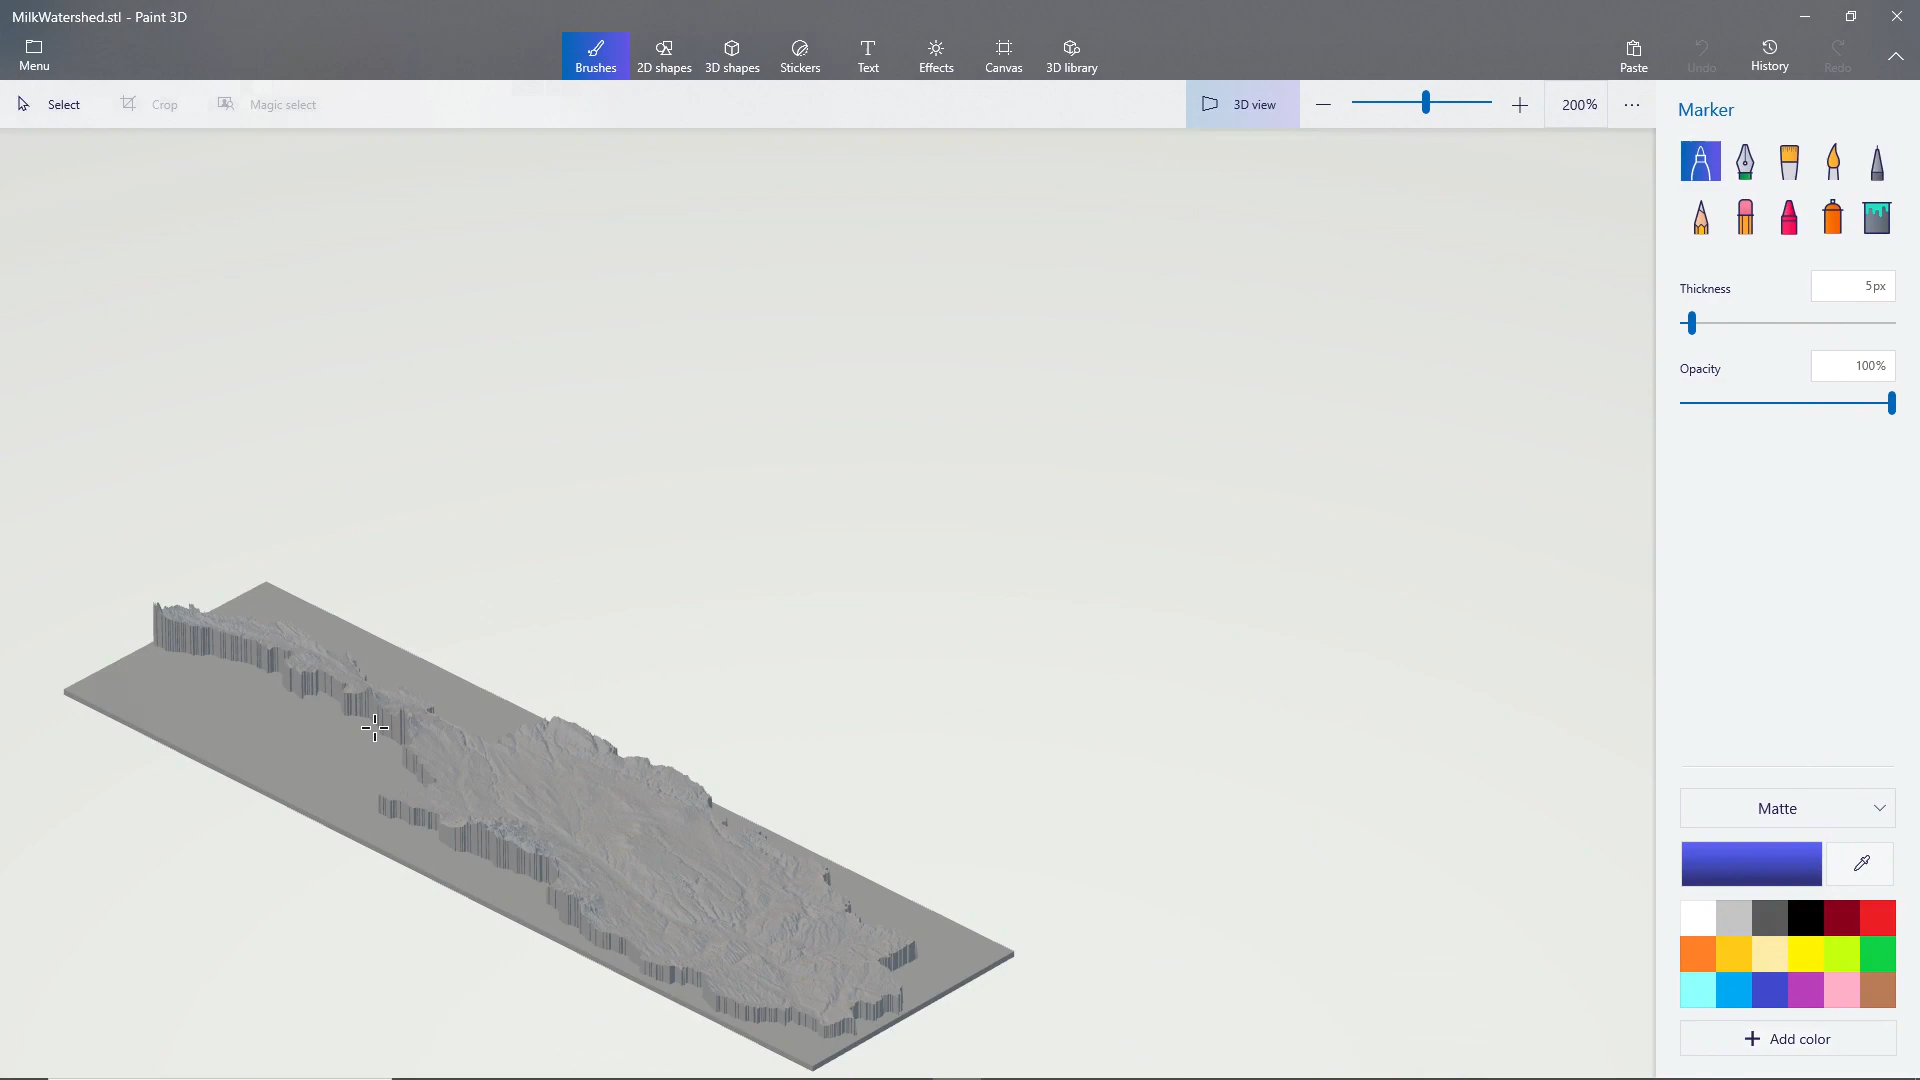 MilkWatershed.stl - Paint 3D
Menu
Brushes
2D shapes
3D shapes
Stickers
Text
Effects
Canvas
3D library
Paste
Undo
History
Redo
Select
Crop
Magic select
3D view
200%
Marker
Thickness
5px
Opacity
100%
Matte
Add color